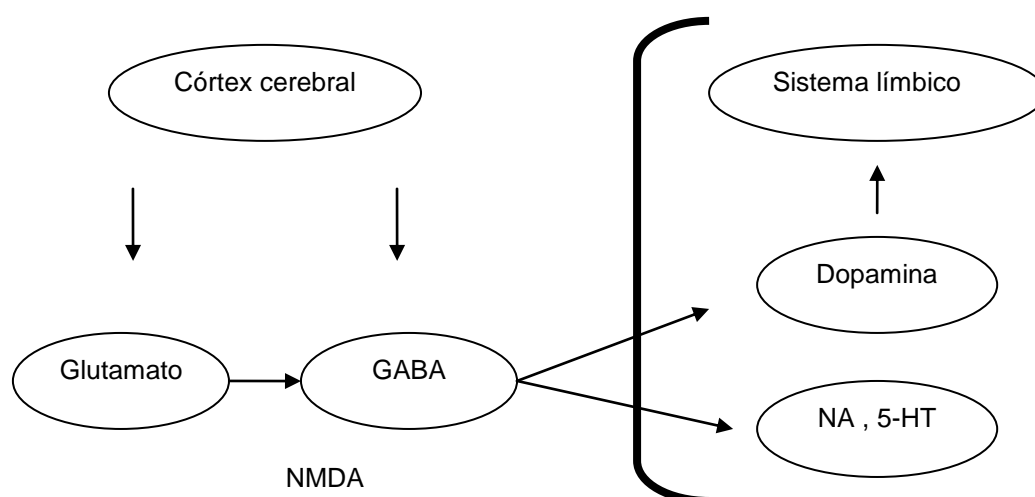 Córtex cerebral
Sistema límbico
Dopamina
Glutamato
GABA
NA , 5-HT
NMDA